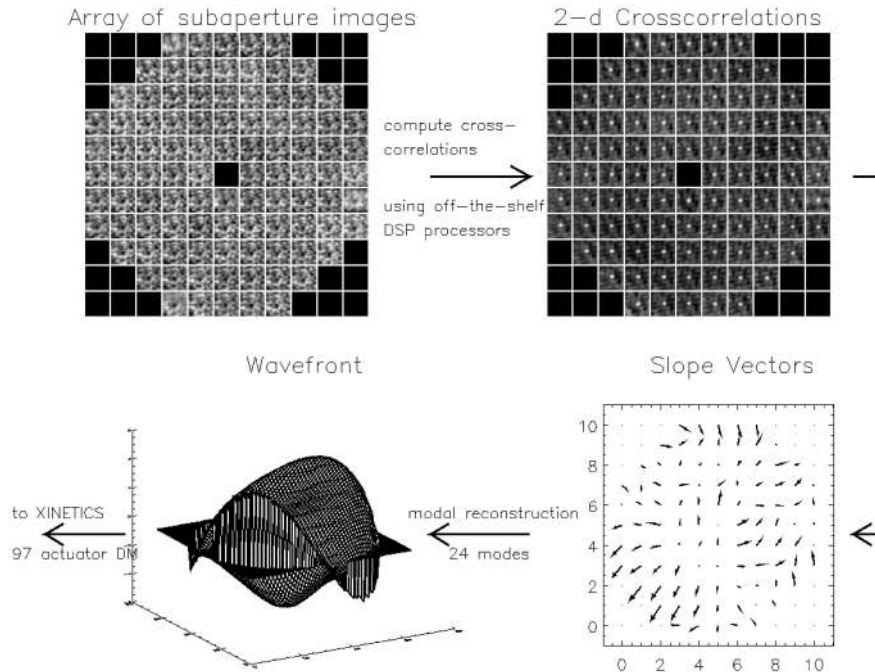 Array of subaperture images
2-d Crosscorrelations
compute cross-
correlations
using off-the-shelf
DSP processors
Wavefront
Slope Vectors
to XINETICS
97 actuator DM
modal reconstruction
24 modes
10
8
6
4
2
0
0 2 4 6 8 10